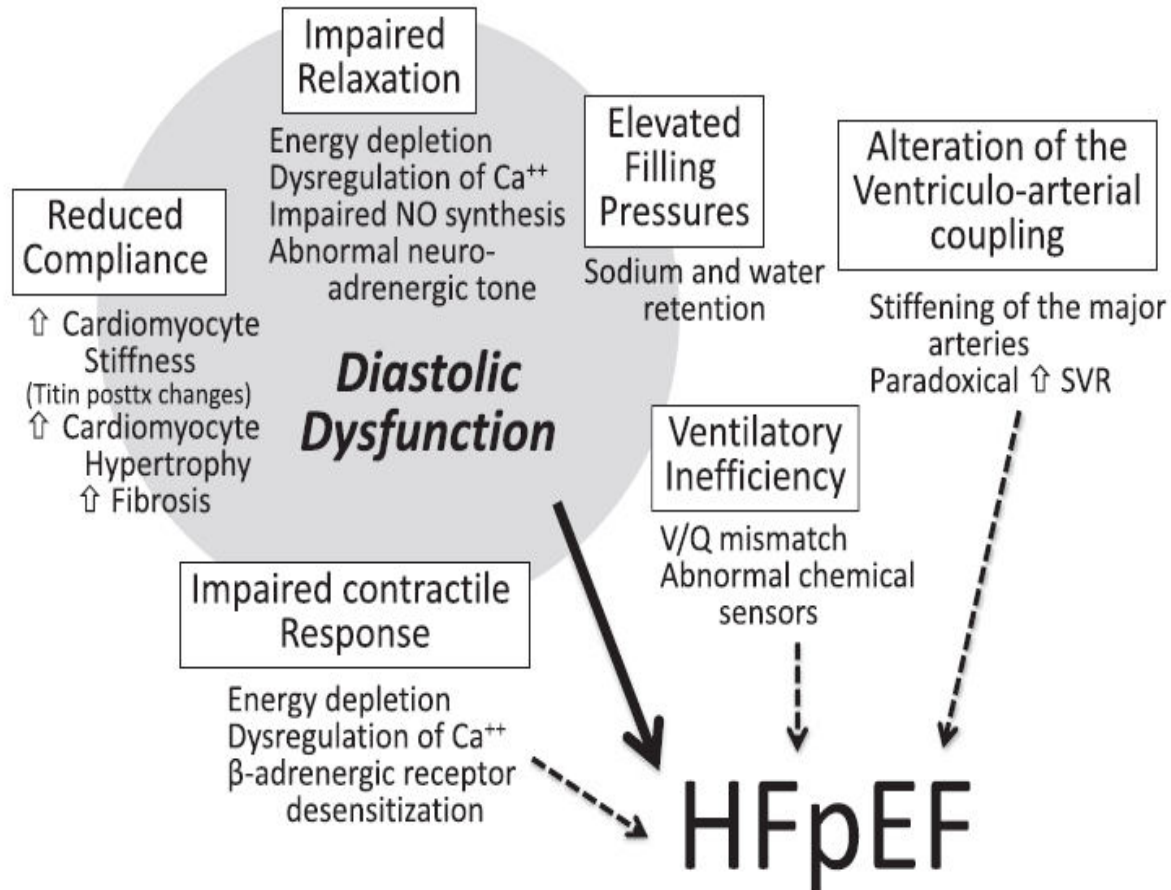 Impaired
Relaxation
Energy depletion
Dysregulation of Ca⁺⁺
Impaired NO synthesis
Abnormal neuro-
adrenergic tone
Elevated
Filling
Pressures
Sodium and water
retention
Alteration of the
Ventriculo-arterial
coupling
Stiffening of the major
arteries
Paradoxical ⇧ SVR
Reduced
Compliance
⇧ Cardiomyocyte
Stiffness
(Titin posttx changes)
⇧ Cardiomyocyte
Hypertrophy
⇧ Fibrosis
Diastolic
Dysfunction
Ventilatory
Inefficiency
V/Q mismatch
Abnormal chemical
sensors
Impaired contractile
Response
Energy depletion
Dysregulation of Ca⁺⁺
β-adrenergic receptor
desensitization
HFpEF